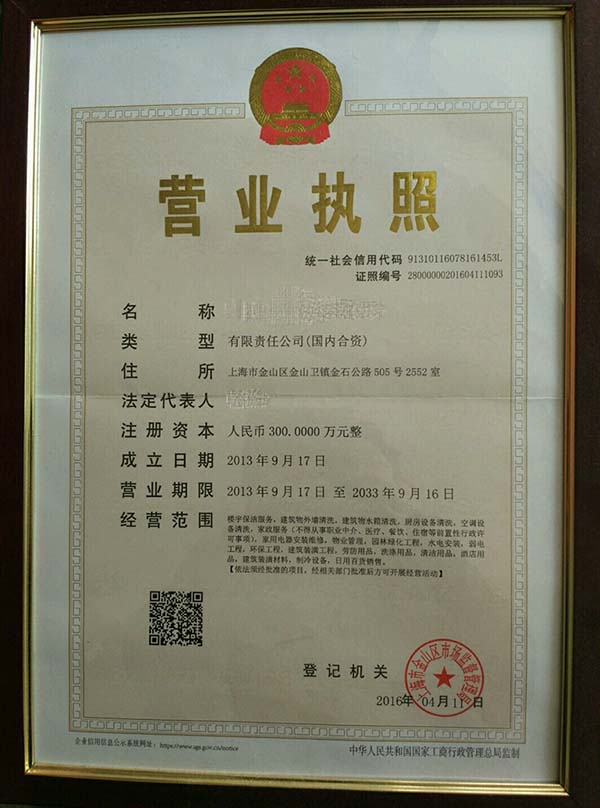 营业执照
统一社会信用代码 91310116078161453L
证照编号 28000000201604111093
名称
类型 有限责任公司(国内合资)
住所 上海市金山区金山卫镇金石公路505号2552室
法定代表人
注册资本 人民币300.0000万元整
成立日期 2013年9月17日
营业期限 2013年9月17日 至 2033年9月16日
经营范围 楼宇保洁服务，建筑物外墙清洗，建筑物水箱清洗，厨房设备清洗，空调设
备清洗，家政服务（不得从事职业中介、医疗、餐饮、住宿等前置性行政许
可事项），家用电器安装维修，物业管理，园林绿化工程，水电安装，弱电
工程，环保工程，建筑装潢工程，劳防用品，洗涤用品，清洁用品，酒店用
品，建筑装潢材料，制冷设备，日用百货销售。
【依法须经批准的项目，经相关部门批准后方可开展经营活动】
登记机关
上海市金山区市场监督管理局
2016年04月11日
企业信用信息公示系统网址：https://www.sgs.gov.cn/notice
中华人民共和国国家工商行政管理总局监制